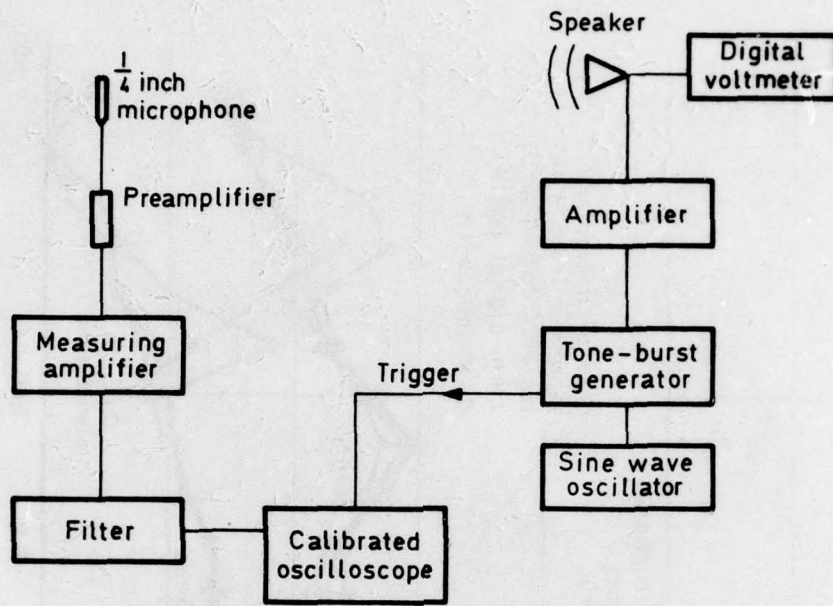 Speaker
Digital
voltmeter
1/4 inch
microphone
Preamplifier
Amplifier
Measuring
amplifier
Trigger
Tone-burst
generator
Sine wave
oscillator
Filter
Calibrated
oscilloscope